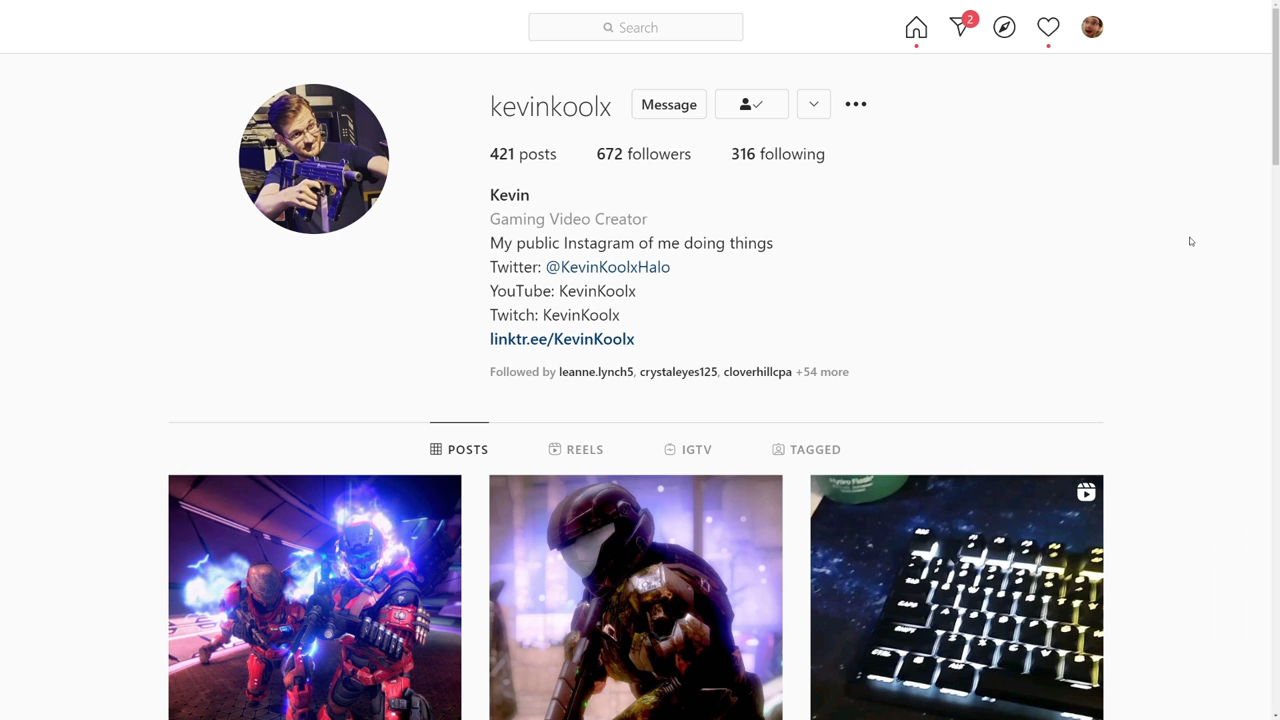 Search
2
kevinkoolx
Message
421 posts
672 followers
316 following
Kevin
Gaming Video Creator
My public Instagram of me doing things
Twitter: @KevinKoolxHalo
YouTube: KevinKoolx
Twitch: KevinKoolx
linktr.ee/KevinKoolx
Followed by leanne.lynch5, crystaleyes125, cloverhillcpa +54 more
POSTS
REELS
IGTV
TAGGED